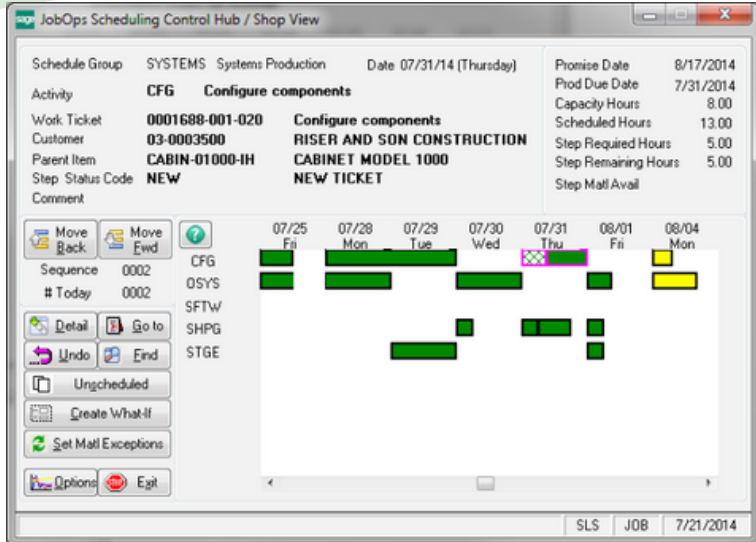 sage JobOps Scheduling Control Hub / Shop View
Schedule Group SYSTEMS Systems Production Date 07/31/14 (Thursday)
Activity CFG Configure components
Work Ticket 0001688-001-020 Configure components
Customer 03-0003500 RISER AND SON CONSTRUCTION
Parent Item CABIN-01000-IH CABINET MODEL 1000
Step Status Code NEW NEW TICKET
Comment
Promise Date 8/17/2014
Prod Due Date 7/31/2014
Capacity Hours 8.00
Scheduled Hours 13.00
Step Required Hours 5.00
Step Remaining Hours 5.00
Step Matl Avail
Move Back Move Fwd
Sequence 0002
# Today 0002
Detail Go to
Undo Find
Unscheduled
Create What-If
Set Matl Exceptions
Options Exit
07/25 07/28 07/29 07/30 07/31 08/01 08/04
Fri Mon Tue Wed Thu Fri Mon
CFG
OSYS
SFTW
SHPG
STGE
SLS JOB 7/21/2014